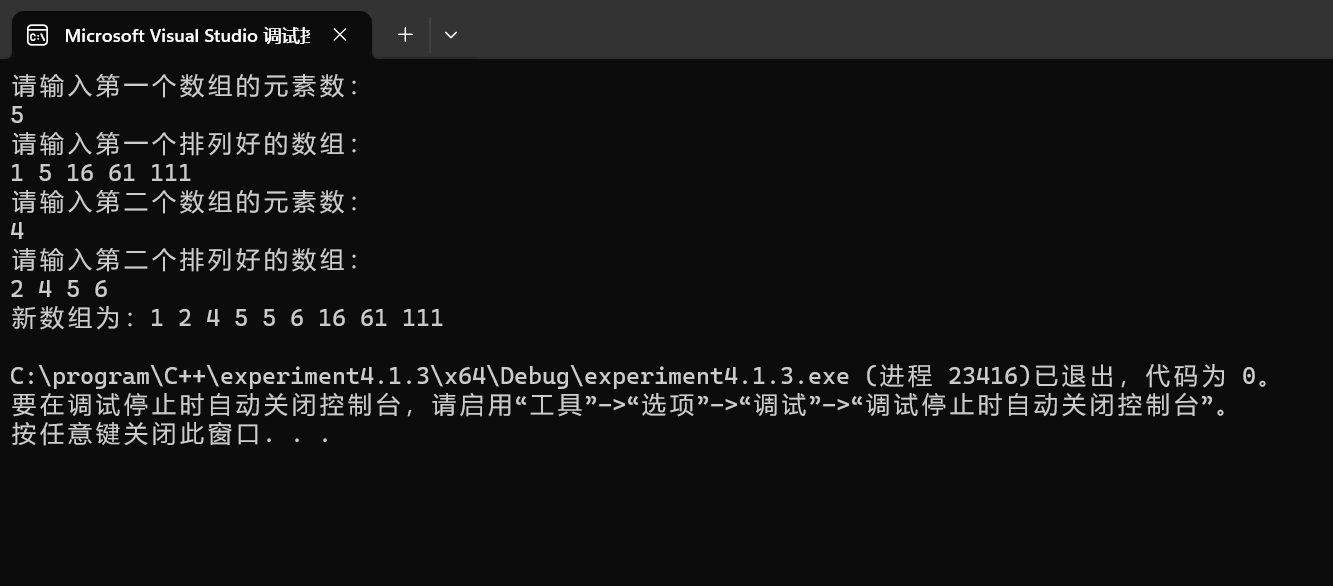 Microsoft Visual Studio 调试
请输入第一个数组的元素数:
5
请输入第一个排列好的数组:
1 5 16 61 111
请输入第二个数组的元素数:
4
请输入第二个排列好的数组:
2 4 5 6
新数组为: 1 2 4 5 5 6 16 61 111
C:\program\C++\experiment4.1.3\x64\Debug\experiment4.1.3.exe (进程 23416)已退出，代码为 0。
要在调试停止时自动关闭控制台，请启用“工具”->“选项”->“调试”->“调试停止时自动关闭控制台”。
按任意键关闭此窗口. . .